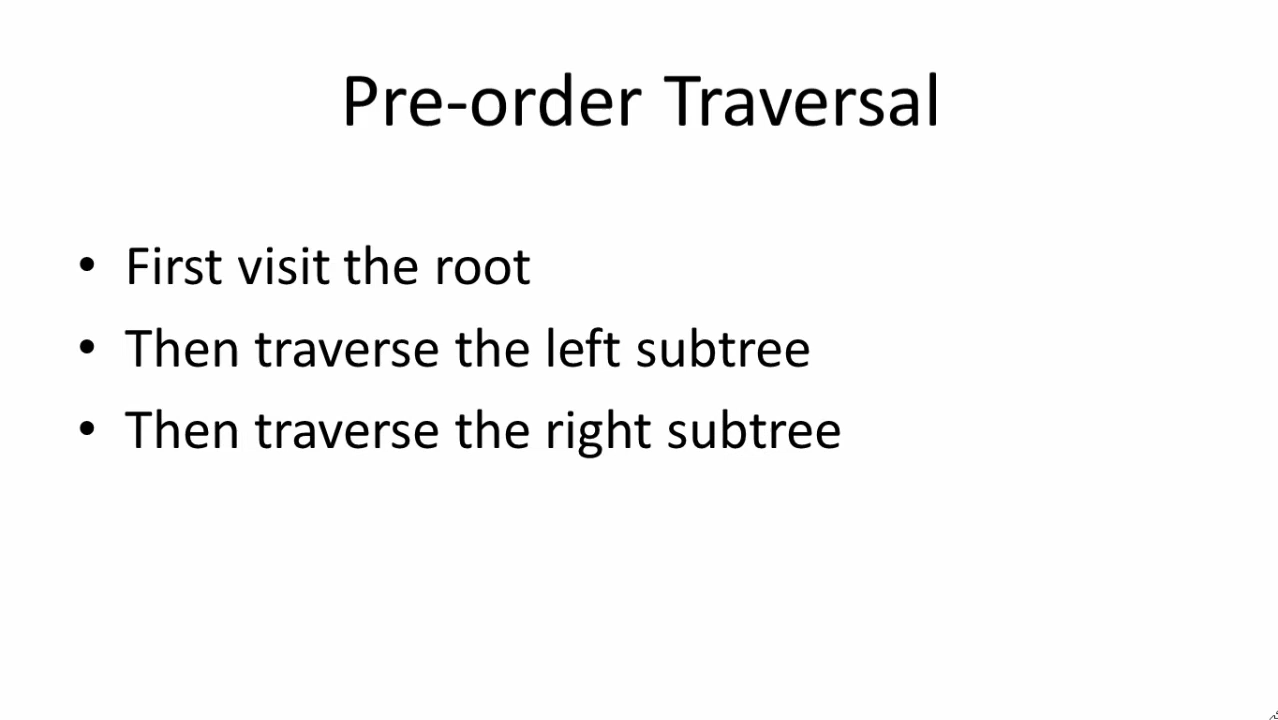 Pre-order Traversal
• First visit the root
• Then traverse the left subtree
• Then traverse the right subtree